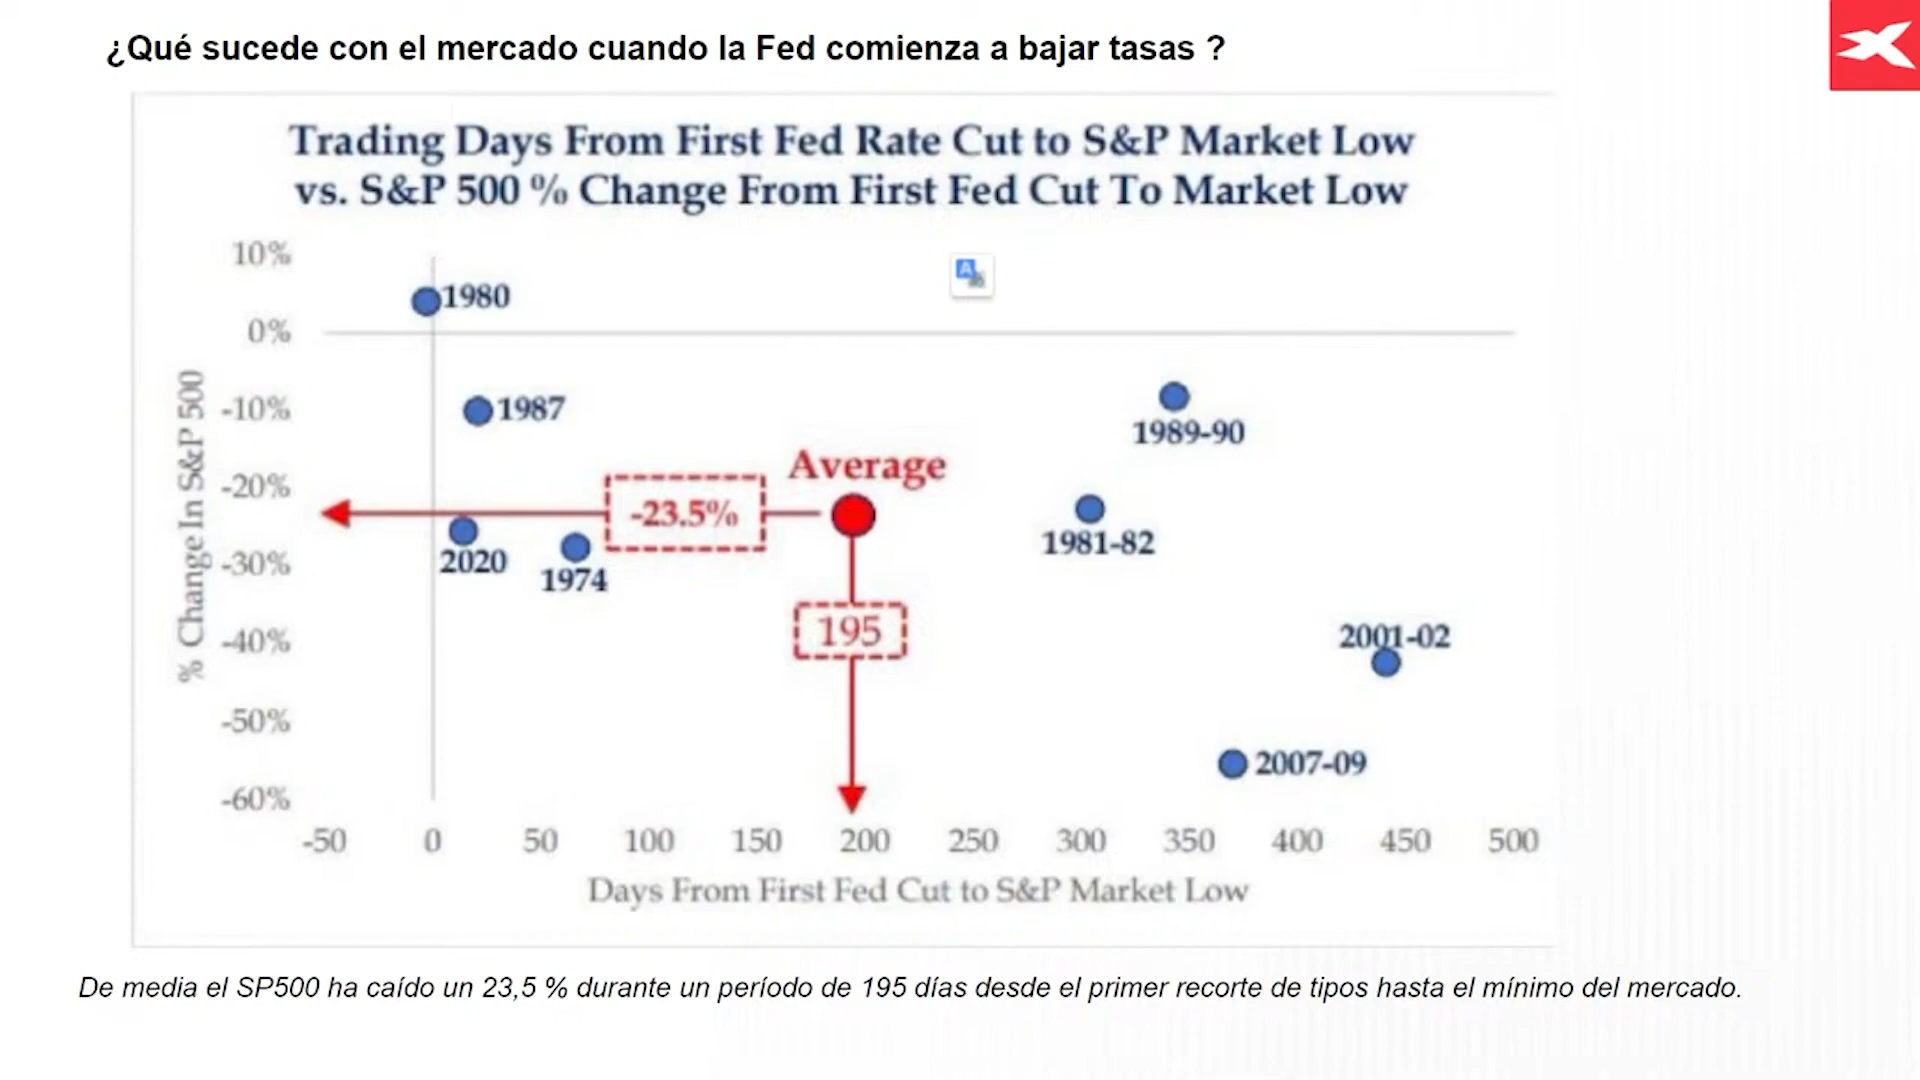 ¿Qué sucede con el mercado cuando la Fed comienza a bajar tasas ?
Trading Days From First Fed Rate Cut to S&P Market Low
vs. S&P 500 % Change From First Fed Cut To Market Low
% Change In S&P 500
10%
0%
-10%
-20%
-30%
-40%
-50%
-60%
1980
1987
1989-90
Average
-23.5%
2020
1974
1981-82
195
2001-02
2007-09
-50 0 50 100 150 200 250 300 350 400 450 500
Days From First Fed Cut to S&P Market Low
De media el SP500 ha caído un 23,5 % durante un período de 195 días desde el primer recorte de tipos hasta el mínimo del mercado.